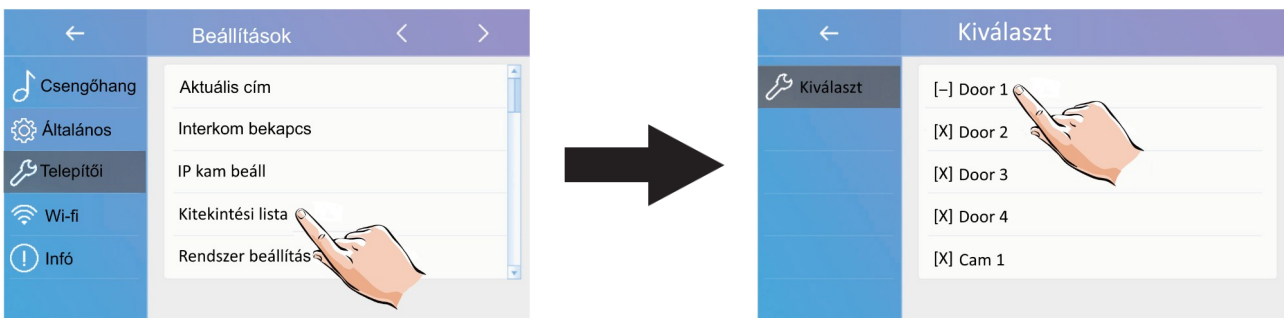 Beállítások
Csengőhang
Általános
Telepítői
Wi-fi
Infó
Aktuális cím
Interkom bekapcs
IP kam beáll
Kitekintési lista
Rendszer beállítás
Kiválaszt
Kiválaszt
[–] Door 1
[X] Door 2
[X] Door 3
[X] Door 4
[X] Cam 1